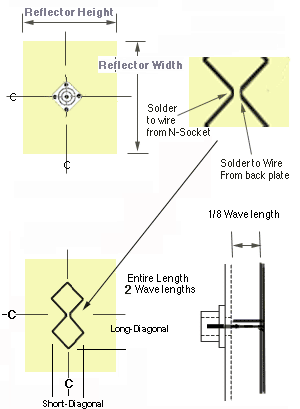 Reflector Height
Reflector Width
C
C
Solder
to wire
from N-Socket
Solder to Wire
From back plate
1/8 Wave length
Entire Length
2 Wave lengths
C
Long-Diagonal
C
Short-Diagonal